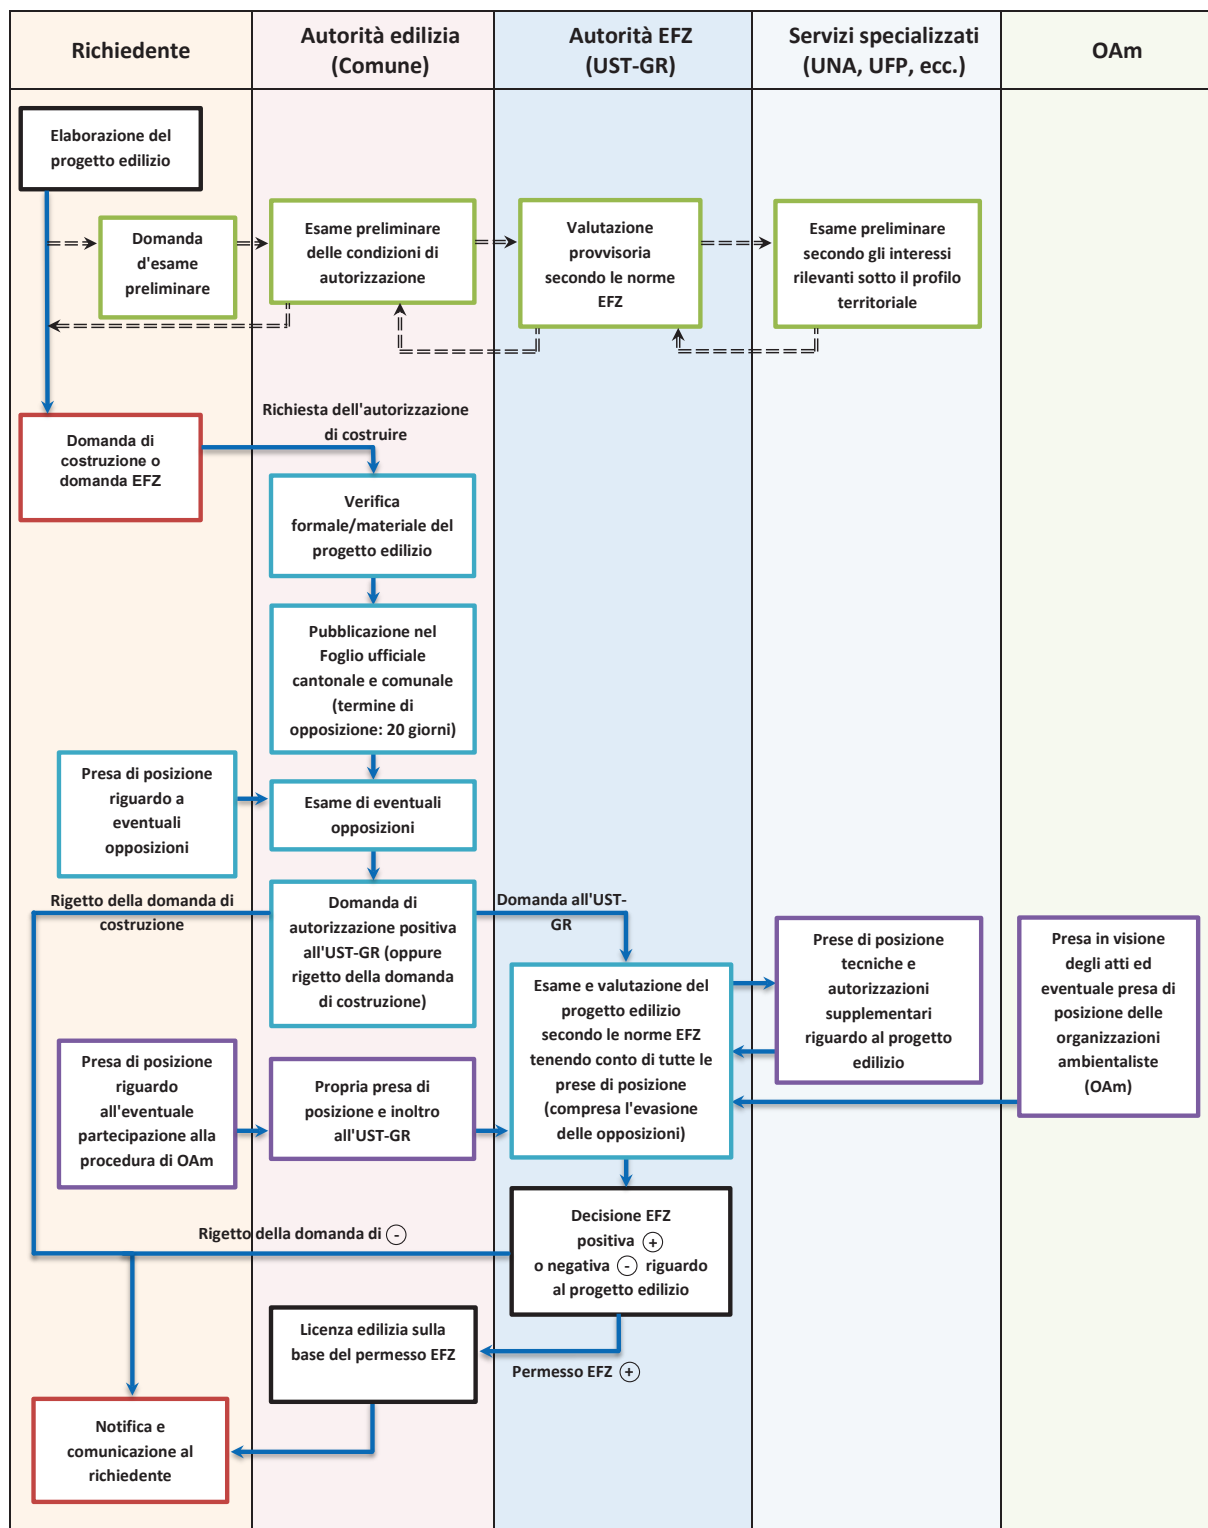 Richiedente
Autorità edilizia
(Comune)
Autorità EFZ
(UST-GR)
Servizi specializzati
(UNA, UFP, ecc.)
OAm
Elaborazione del
progetto edilizio
Domanda
d'esame
preliminare
Esame preliminare
delle condizioni di
autorizzazione
Valutazione
provvisoria
secondo le norme
EFZ
Esame preliminare
secondo gli interessi
rilevanti sotto il profilo
territoriale
Domanda di
costruzione o
domanda EFZ
Richiesta dell'autorizzazione
di costruire
Verifica
formale/materiale del
progetto edilizio
Pubblicazione nel
Foglio ufficiale
cantonale e comunale
(termine di
opposizione: 20 giorni)
Presa di posizione
riguardo a
eventuali
opposizioni
Esame di eventuali
opposizioni
Rigetto della domanda di
costruzione
Domanda di
autorizzazione positiva
all'UST-GR (oppure
rigetto della domanda
di costruzione)
Domanda all'UST-
GR
Esame e valutazione del
progetto edilizio
secondo le norme EFZ
tenendo conto di tutte le
prese di posizione
(compresa l'evasione
delle opposizioni)
Prese di posizione
tecniche e
autorizzazioni
supplementari
riguardo al progetto
edilizio
Presa in visione
degli atti ed
eventuale presa di
posizione delle
organizzazioni
ambientaliste
(OAm)
Presa di posizione
riguardo
all'eventuale
partecipazione alla
procedura di OAm
Propria presa di
posizione e inoltro
all'UST-GR
Rigetto della domanda di -
Decisione EFZ
positiva +
o negativa - riguardo
al progetto edilizio
Licenza edilizia sulla
base del permesso EFZ
Permesso EFZ +
Notifica e
comunicazione al
richiedente